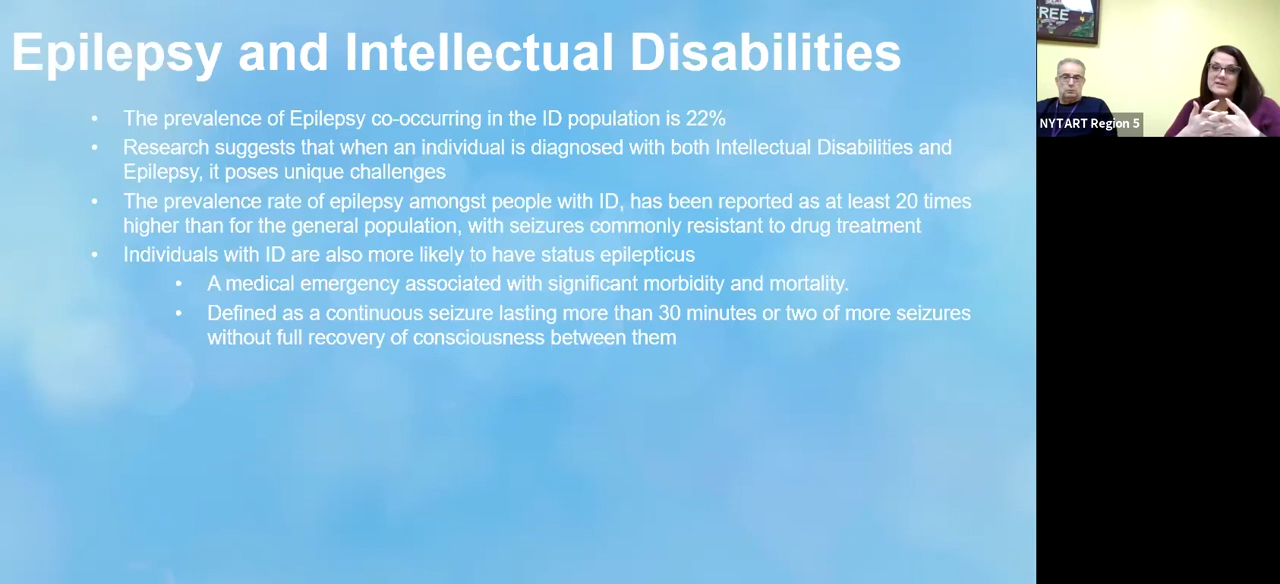 Epilepsy and Intellectual Disabilities
• The prevalence of Epilepsy co-occurring in the ID population is 22%
• Research suggests that when an individual is diagnosed with both Intellectual Disabilities and
Epilepsy, it poses unique challenges
• The prevalence rate of epilepsy amongst people with ID, has been reported as at least 20 times
higher than for the general population, with seizures commonly resistant to drug treatment
• Individuals with ID are also more likely to have status epilepticus
• A medical emergency associated with significant morbidity and mortality.
• Defined as a continuous seizure lasting more than 30 minutes or two of more seizures
without full recovery of consciousness between them
REE
NYTART Region 5